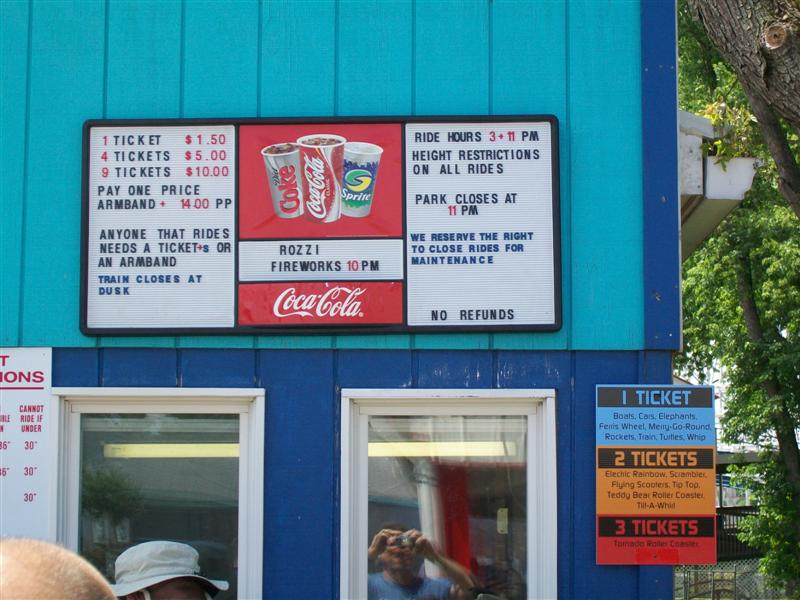 1 TICKET $1.50
4 TICKETS $5.00
9 TICKETS $10.00
PAY ONE PRICE
ARMBAND + 14.00 PP
ANYONE THAT RIDES
NEEDS A TICKET+S OR
AN ARMBAND
TRAIN CLOSES AT
DUSK
Diet
Coke
Coca-Cola
CLASSIC
Sprite
ROZZI
FIREWORKS 10 PM
Coca-Cola
RIDE HOURS 3+11 PM
HEIGHT RESTRICTIONS
ON ALL RIDES
PARK CLOSES AT
11 PM
WE RESERVE THE RIGHT
TO CLOSE RIDES FOR
MAINTENANCE
NO REFUNDS
T
IONS
CANNOT
RIDE IF
UNDER
36" 30"
36" 30"
30"
1 TICKET
Boats, Cars, Elephants,
Ferris Wheel, Merry-Go-Round,
Rockets, Train, Turtles, Whip
2 TICKETS
Electric Rainbow, Scrambler,
Flying Scooters, Tip Top,
Teddy Bear Roller Coaster,
Tilt-A-Whirl
3 TICKETS
Tornado Roller Coaster